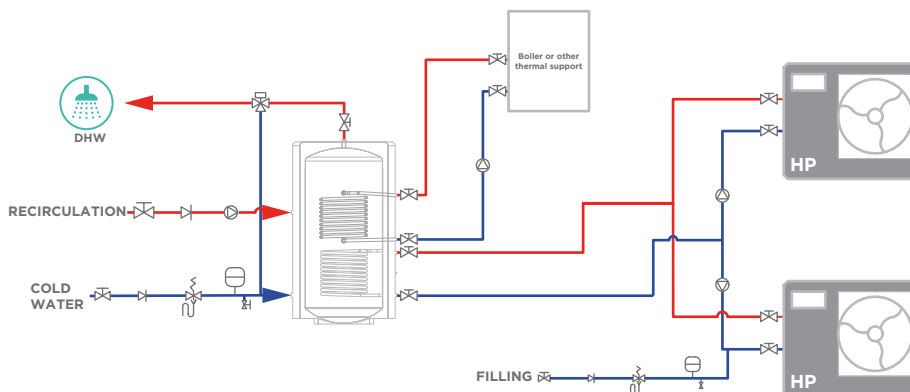 Boiler or other
thermal support
DHW
HP
RECIRCULATION
COLD
WATER
FILLING
HP